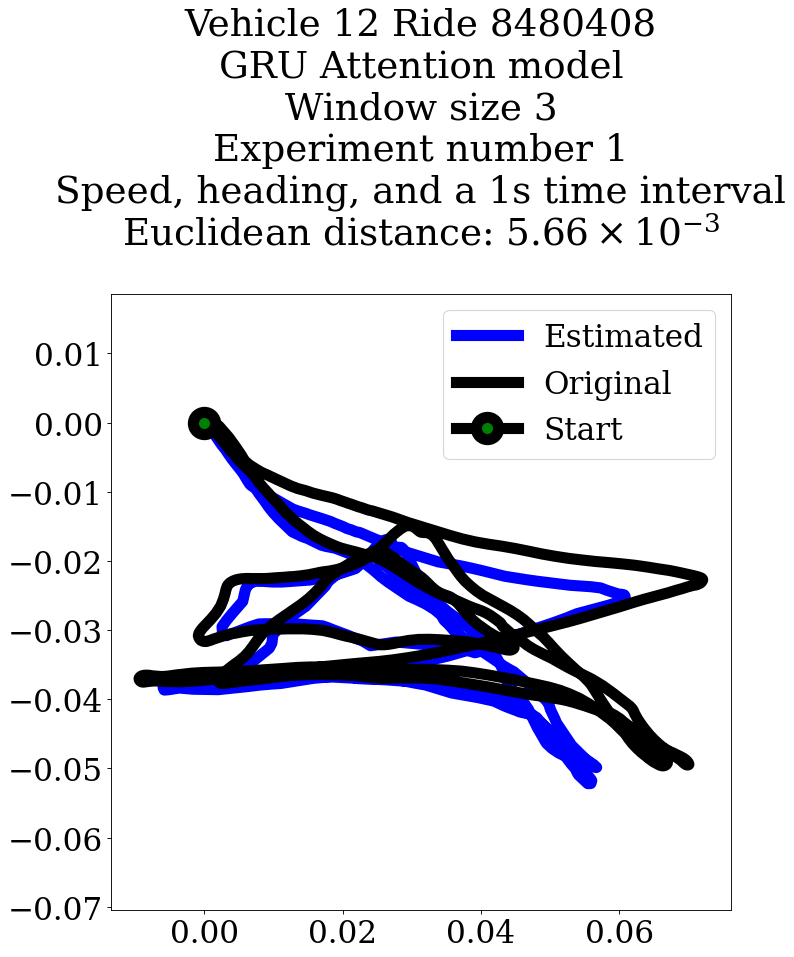 Vehicle 12 Ride 8480408
GRU Attention model
Window size 3
Experiment number 1
Speed, heading, and a 1s time interval
Euclidean distance: 5.66 × 10⁻³
Estimated
Original
Start
0.01
0.00
−0.01
−0.02
−0.03
−0.04
−0.05
−0.06
−0.07
0.00 0.02 0.04 0.06